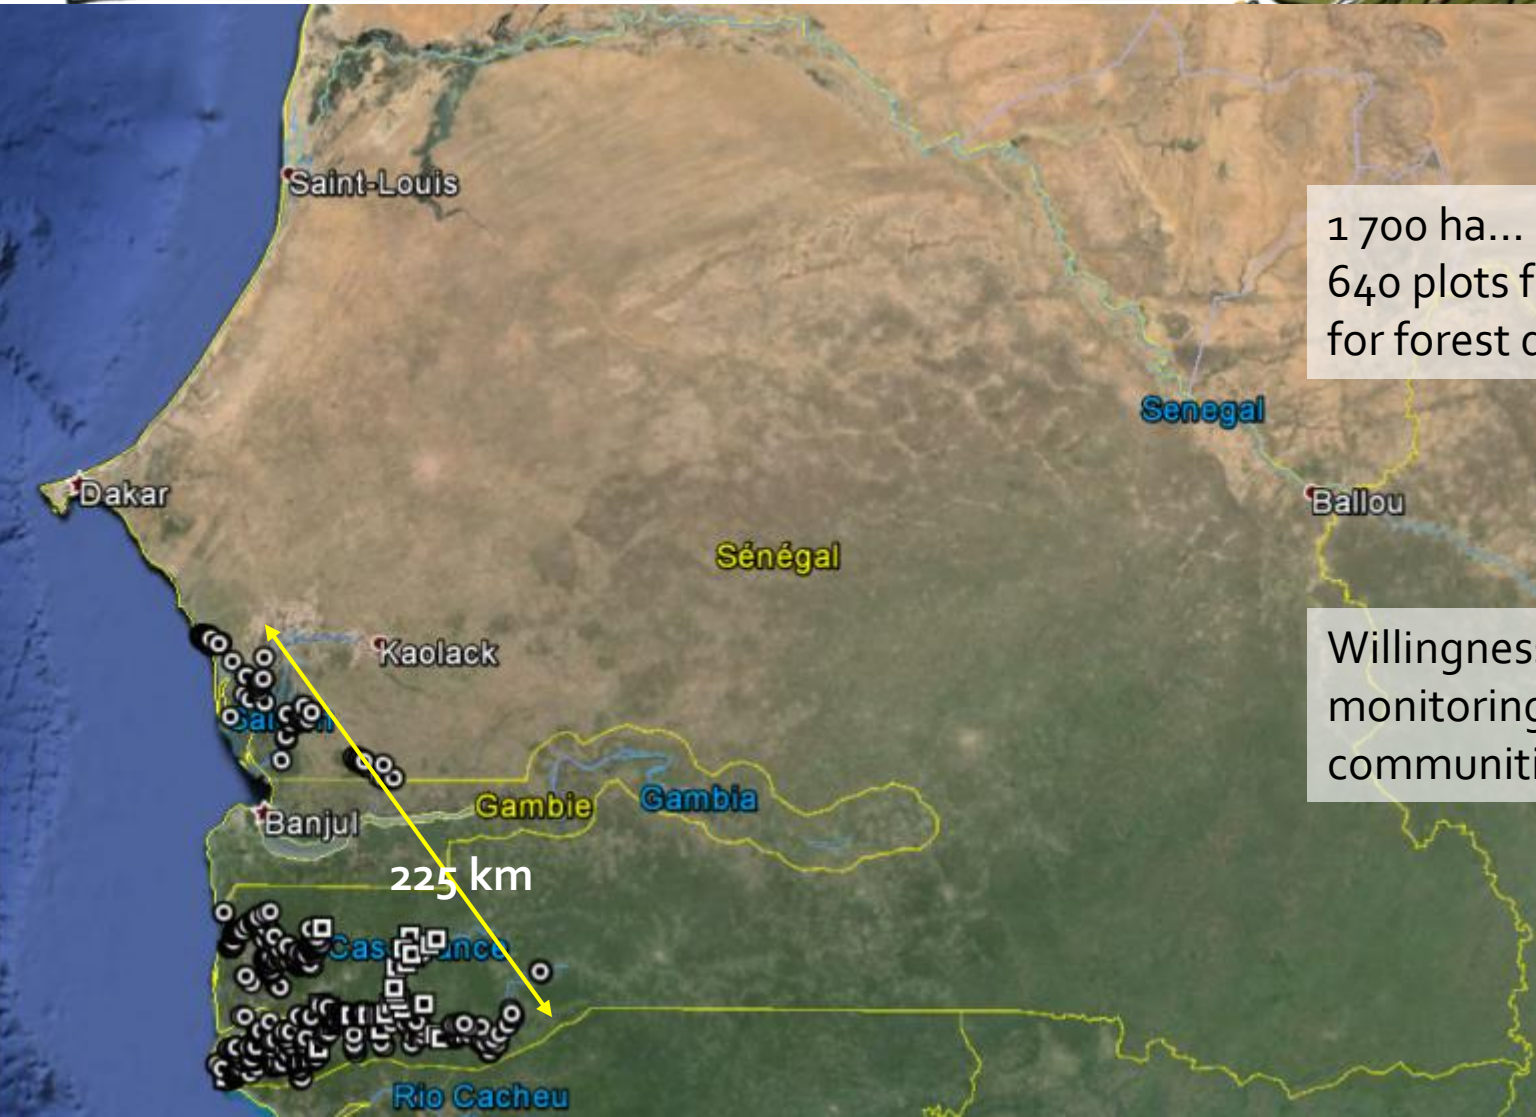 Saint-Louis
1 700 ha...
640 plots f
for forest
Senegal
Dakar
Ballou
Sénégal
Kaolack
Willingnes
monitoring
communiti
Gambie
Gambia
Banjul
225 km
Rio Cacheu